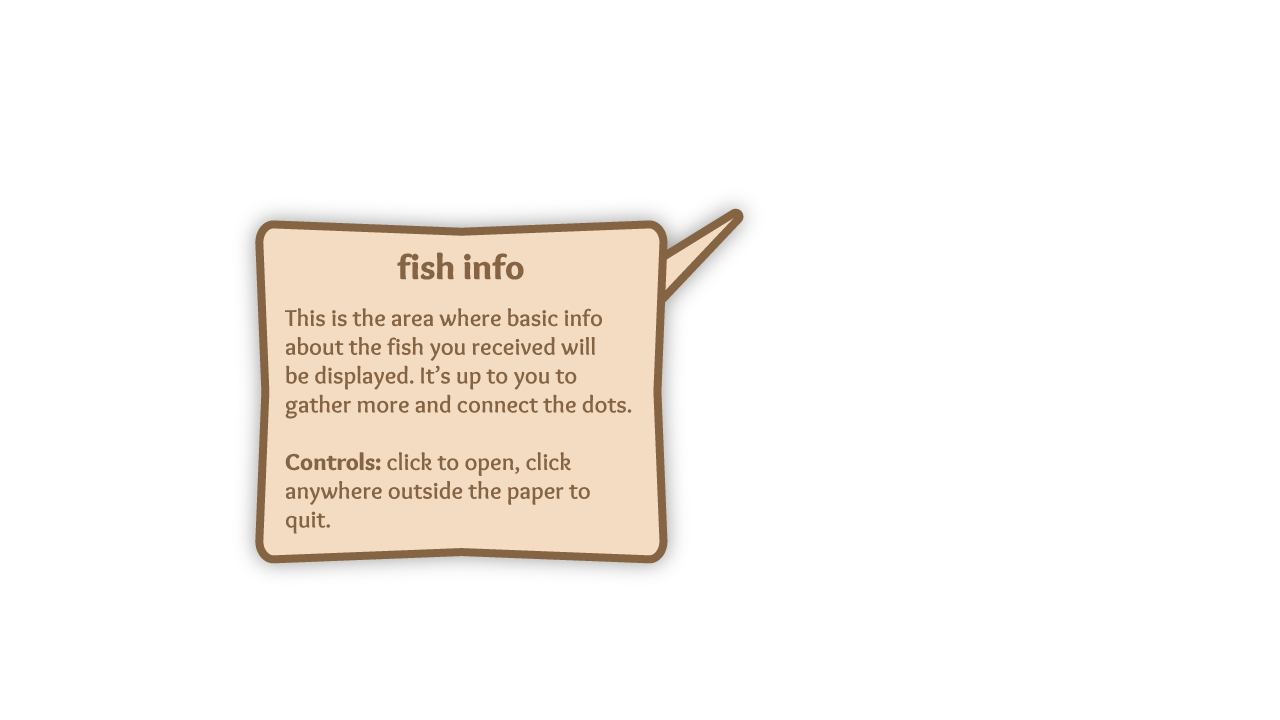 fish info
This is the area where basic info
about the fish you received will
be displayed. It’s up to you to
gather more and connect the dots.
Controls: click to open, click
anywhere outside the paper to
quit.